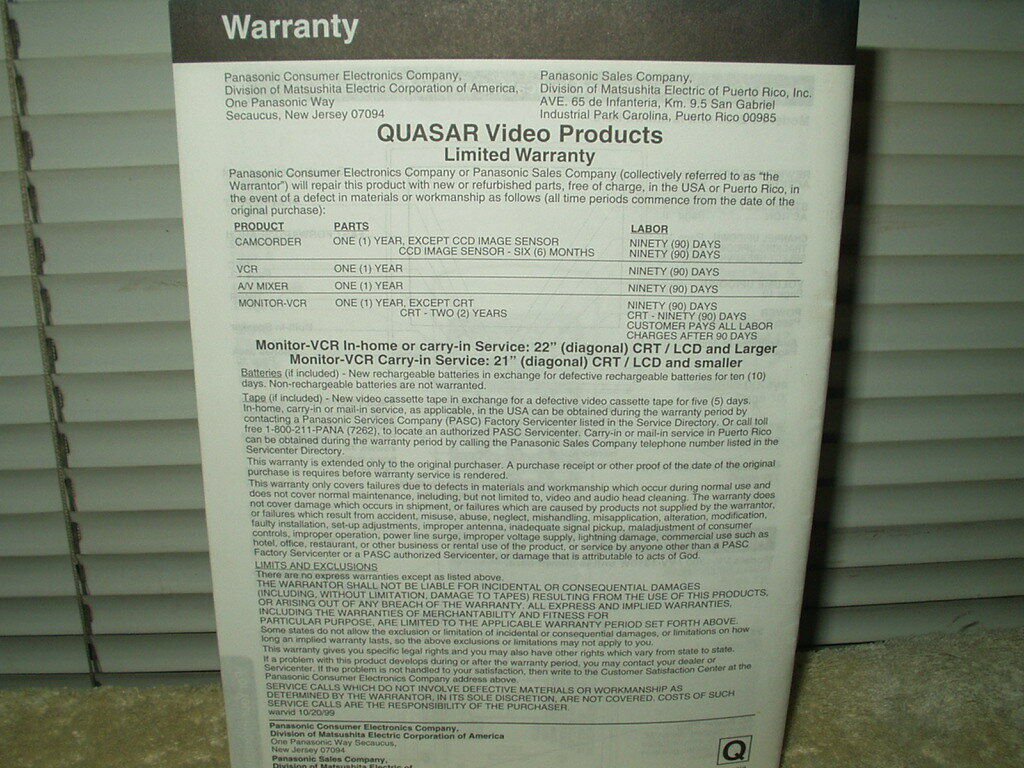 Warranty
Panasonic Consumer Electronics Company,
Division of Matsushita Electric Corporation of America,
One Panasonic Way
Secaucus, New Jersey 07094
Panasonic Sales Company,
Division of Matsushita Electric of Puerto Rico, Inc.
AVE. 65 de Infanteria, Km. 9.5 San Gabriel
Industrial Park Carolina, Puerto Rico 00985
QUASAR Video Products
Limited Warranty
Panasonic Consumer Electronics Company or Panasonic Sales Company (collectively referred to as “the
Warrantor”) will repair this product with new or refurbished parts, free of charge, in the USA or Puerto Rico, in
the event of a defect in materials or workmanship as follows (all time periods commence from the date of the
original purchase):
PRODUCT PARTS LABOR
CAMCORDER ONE (1) YEAR, EXCEPT CCD IMAGE SENSOR NINETY (90) DAYS
CCD IMAGE SENSOR - SIX (6) MONTHS NINETY (90) DAYS
VCR ONE (1) YEAR NINETY (90) DAYS
A/V MIXER ONE (1) YEAR NINETY (90) DAYS
MONITOR-VCR ONE (1) YEAR, EXCEPT CRT NINETY (90) DAYS
CRT - TWO (2) YEARS CRT - NINETY (90) DAYS
CUSTOMER PAYS ALL LABOR
CHARGES AFTER 90 DAYS
Monitor-VCR In-home or carry-in Service: 22” (diagonal) CRT / LCD and Larger
Monitor-VCR Carry-in Service: 21” (diagonal) CRT / LCD and smaller
Batteries (if included) - New rechargeable batteries in exchange for defective rechargeable batteries for ten (10)
days. Non-rechargeable batteries are not warranted.
Tape (if included) - New video cassette tape in exchange for a defective video cassette tape for five (5) days.
In-home, carry-in or mail-in service, as applicable, in the USA can be obtained during the warranty period by
contacting a Panasonic Services Company (PASC) Factory Servicenter listed in the Service Directory. Or call toll
free 1-800-211-PANA (7262), to locate an authorized PASC Servicenter. Carry-in or mail-in service in Puerto Rico
can be obtained during the warranty period by calling the Panasonic Sales Company telephone number listed in the
Servicenter Directory.
This warranty is extended only to the original purchaser. A purchase receipt or other proof of the date of the original
purchase is requires before warranty service is rendered.
This warranty only covers failures due to defects in materials and workmanship which occur during normal use and
does not cover normal maintenance, including, but not limited to, video and audio head cleaning. The warranty does
not cover damage which occurs in shipment, or failures which are caused by products not supplied by the warrantor,
or failures which result from accident, misuse, abuse, neglect, mishandling, misapplication, alteration, modification,
faulty installation, set-up adjustments, improper antenna, inadequate signal pickup, maladjustment of consumer
controls, improper operation, power line surge, improper voltage supply, lightning damage, commercial use such as
hotel, office, restaurant, or other business or rental use of the product, or service by anyone other than a PASC
Factory Servicenter or a PASC authorized Servicenter, or damage that is attributable to acts of God.
LIMITS AND EXCLUSIONS
There are no express warranties except as listed above.
THE WARRANTOR SHALL NOT BE LIABLE FOR INCIDENTAL OR CONSEQUENTIAL DAMAGES
(INCLUDING, WITHOUT LIMITATION, DAMAGE TO TAPES) RESULTING FROM THE USE OF THIS PRODUCTS,
OR ARISING OUT OF ANY BREACH OF THE WARRANTY. ALL EXPRESS AND IMPLIED WARRANTIES,
INCLUDING THE WARRANTIES OF MERCHANTABILITY AND FITNESS FOR
PARTICULAR PURPOSE, ARE LIMITED TO THE APPLICABLE WARRANTY PERIOD SET FORTH ABOVE.
Some states do not allow the exclusion or limitation of incidental or consequential damages, or limitations on how
long an implied warranty lasts, so the above exclusions or limitations may not apply to you.
This warranty gives you specific legal rights and you may also have other rights which vary from state to state.
If a problem with this product develops during or after the warranty period, you may contact your dealer or
Servicenter. If the problem is not handled to your satisfaction, then write to the Customer Satisfaction Center at the
Panasonic Consumer Electronics Company address above.
SERVICE CALLS WHICH DO NOT INVOLVE DEFECTIVE MATERIALS OR WORKMANSHIP AS
DETERMINED BY THE WARRANTOR, IN ITS SOLE DISCRETION, ARE NOT COVERED. COSTS OF SUCH
SERVICE CALLS ARE THE RESPONSIBILITY OF THE PURCHASER.
warvid 10/20/99
Panasonic Consumer Electronics Company,
Division of Matsushita Electric Corporation of America
One Panasonic Way Secaucus,
New Jersey 07094
Panasonic Sales Company,
Division of Matsushita Electric of
Q